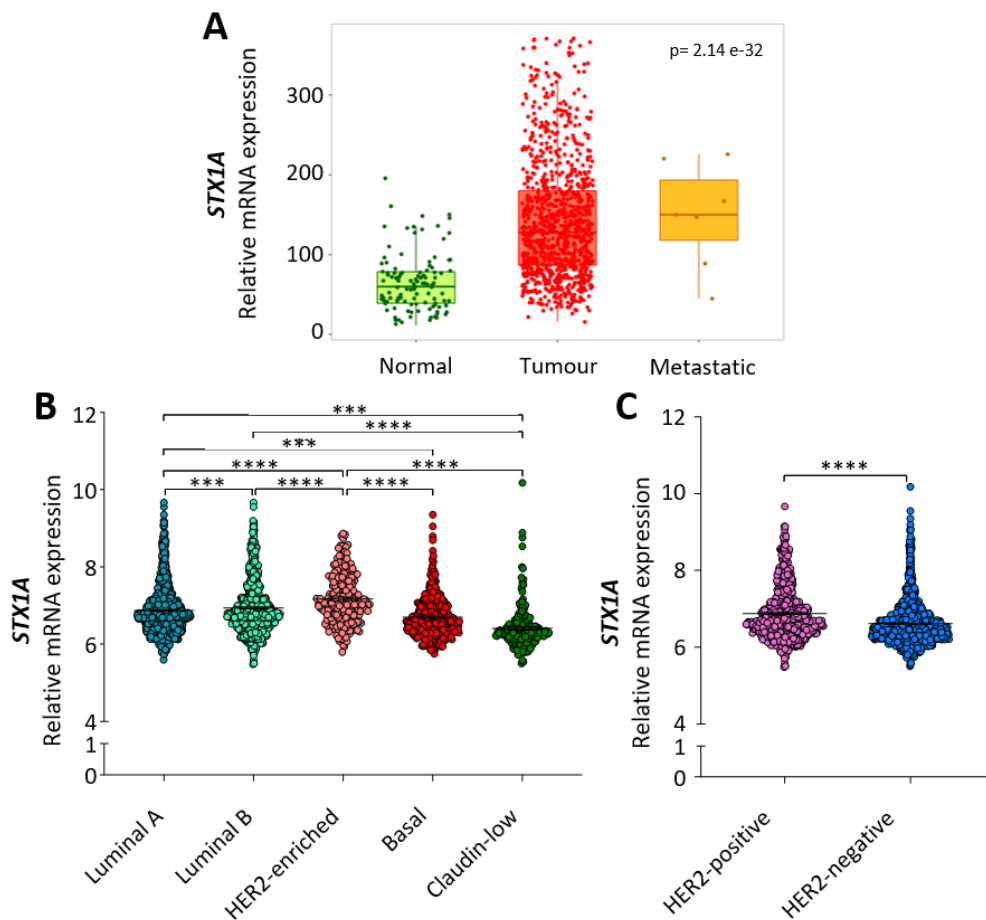 A
p= 2.14 e-32
STX1A
Relative mRNA expression
300
200
100
0
Normal Tumour Metastatic
B
STX1A
Relative mRNA expression
12
10
8
6
4
1
0
***
****
***
**** ****
*** **** ****
Luminal A
Luminal B
HER2-enriched
Basal
Claudin-low
C
STX1A
Relative mRNA expression
12
10
8
6
4
1
0
****
HER2-positive
HER2-negative